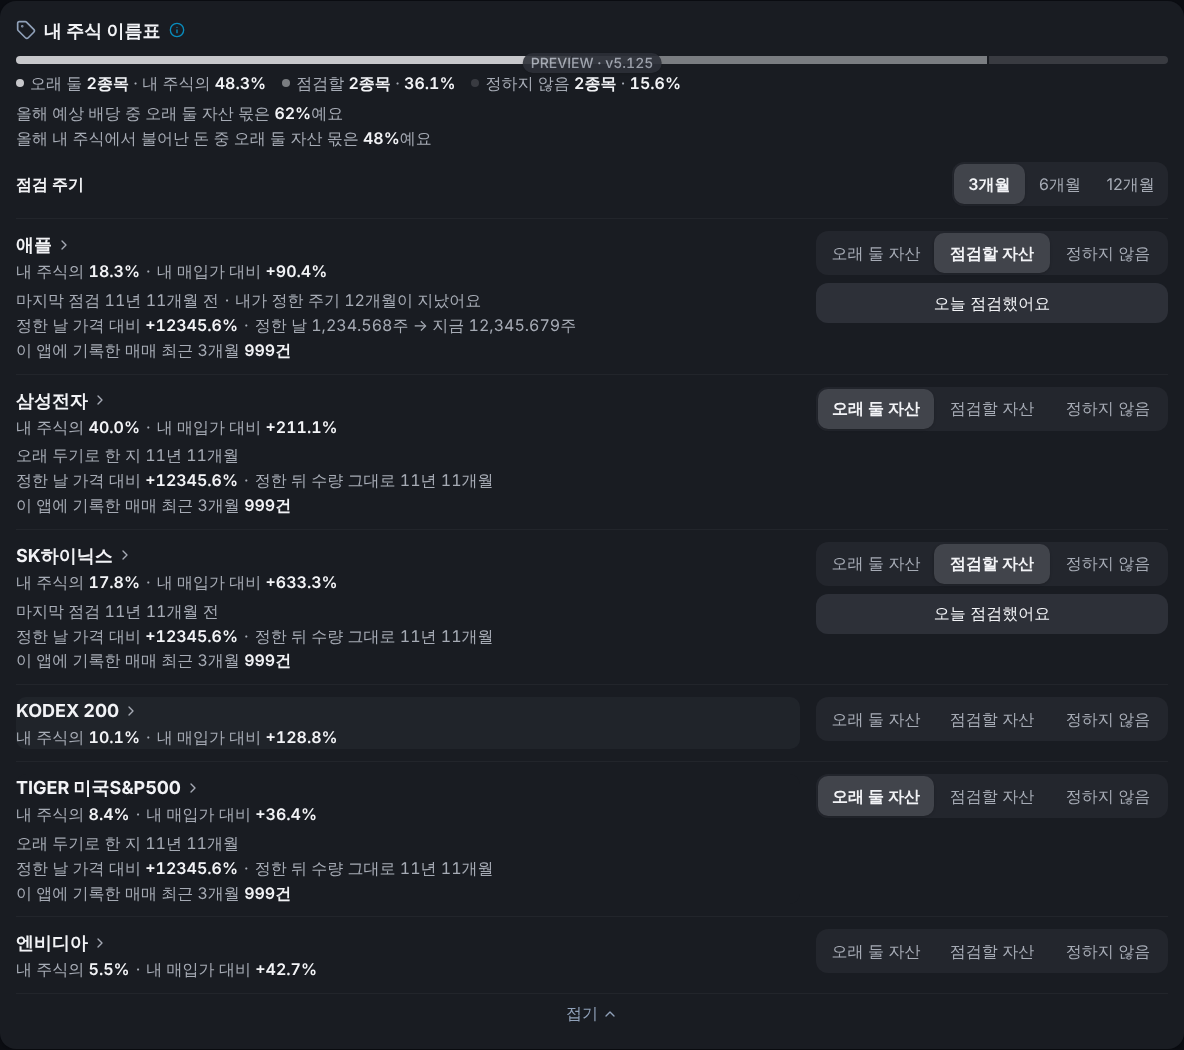 내 주식 이름표
PREVIEW · v5.125
오래 둘 2종목 · 내 주식의 48.3% 점검할 2종목 · 36.1% 정하지 않음 2종목 · 15.6%
올해 예상 배당 중 오래 둘 자산 몫은 62%예요
올해 내 주식에서 불어난 돈 중 오래 둘 자산 몫은 48%예요
점검 주기 3개월 6개월 12개월
애플 >
오래 둘 자산 점검할 자산 정하지 않음
내 주식의 18.3% · 내 매입가 대비 +90.4%
마지막 점검 11년 11개월 전 · 내가 정한 주기 12개월이 지났어요
오늘 점검했어요
정한 날 가격 대비 +12345.6% · 정한 날 1,234.568주 → 지금 12,345.679주
이 앱에 기록한 매매 최근 3개월 999건
삼성전자 >
오래 둘 자산 점검할 자산 정하지 않음
내 주식의 40.0% · 내 매입가 대비 +211.1%
오래 두기로 한 지 11년 11개월
정한 날 가격 대비 +12345.6% · 정한 뒤 수량 그대로 11년 11개월
이 앱에 기록한 매매 최근 3개월 999건
SK하이닉스 >
오래 둘 자산 점검할 자산 정하지 않음
내 주식의 17.8% · 내 매입가 대비 +633.3%
마지막 점검 11년 11개월 전
오늘 점검했어요
정한 날 가격 대비 +12345.6% · 정한 뒤 수량 그대로 11년 11개월
이 앱에 기록한 매매 최근 3개월 999건
KODEX 200 >
오래 둘 자산 점검할 자산 정하지 않음
내 주식의 10.1% · 내 매입가 대비 +128.8%
TIGER 미국S&P500 >
오래 둘 자산 점검할 자산 정하지 않음
내 주식의 8.4% · 내 매입가 대비 +36.4%
오래 두기로 한 지 11년 11개월
정한 날 가격 대비 +12345.6% · 정한 뒤 수량 그대로 11년 11개월
이 앱에 기록한 매매 최근 3개월 999건
엔비디아 >
오래 둘 자산 점검할 자산 정하지 않음
내 주식의 5.5% · 내 매입가 대비 +42.7%
접기